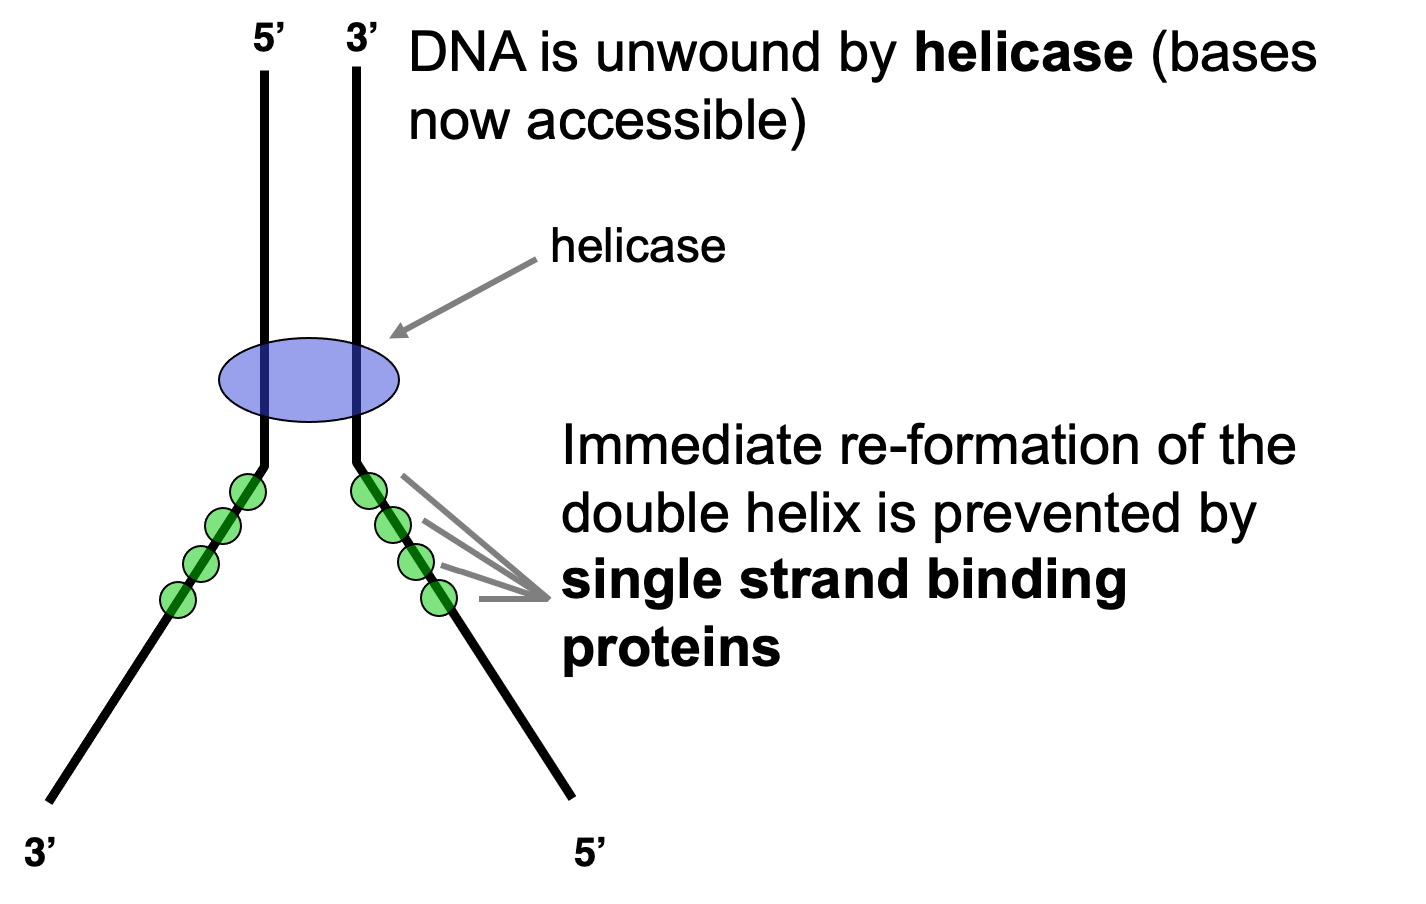 5’ 3’
DNA is unwound by helicase (bases
now accessible)
helicase
Immediate re-formation of the
double helix is prevented by
single strand binding
proteins
3’ 5’